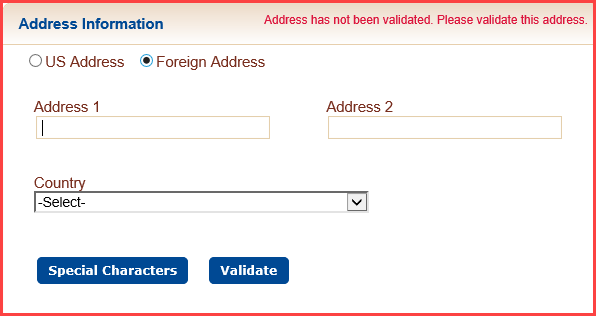 Address Information
Address has not been validated. Please validate this address.
US Address Foreign Address
Address 1 Address 2
Country
-Select-
Special Characters Validate